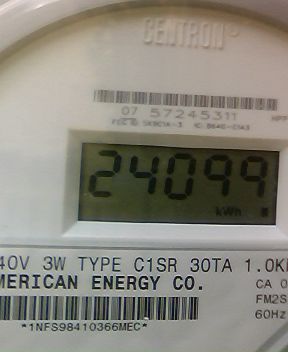 CENTRON®
07 57245311
24099
kWh
40V 3W TYPE C1SR 30TA 1.0K
MERICAN ENERGY CO.
CA 0
FM2S
60Hz
*1NFS98410366MEC*